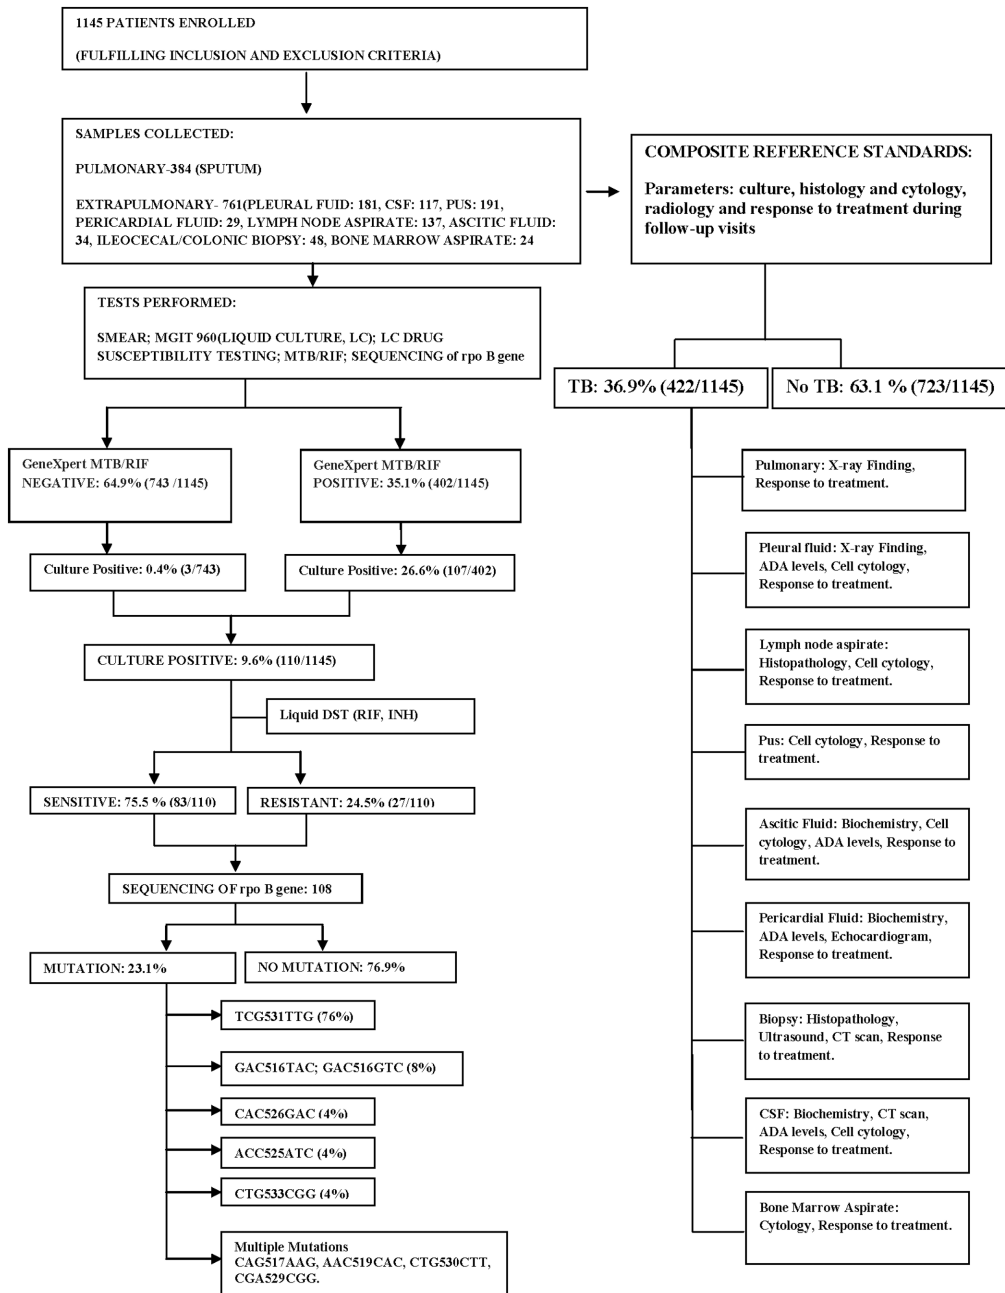 1145 PATIENTS ENROLLED
(FULFILLING INCLUSION AND EXCLUSION CRITERIA)
SAMPLES COLLECTED:
PULMONARY-384 (SPUTUM)
EXTRAPULMONARY- 761(PLEURAL FUID: 181, CSF: 117, PUS: 191,
PERICARDIAL FLUID: 29, LYMPH NODE ASPIRATE: 137, ASCITIC FLUID:
34, ILEOCECAL/COLONIC BIOPSY: 48, BONE MARROW ASPIRATE: 24
COMPOSITE REFERENCE STANDARDS:
Parameters: culture, histology and cytology,
radiology and response to treatment during
follow-up visits
TESTS PERFORMED:
SMEAR; MGIT 960(LIQUID CULTURE, LC); LC DRUG
SUSCEPTIBILITY TESTING; MTB/RIF; SEQUENCING of rpo B gene
TB: 36.9% (422/1145)
No TB: 63.1 % (723/1145)
GeneXpert MTB/RIF
NEGATIVE: 64.9% (743 /1145)
GeneXpert MTB/RIF
POSITIVE: 35.1% (402/1145)
Culture Positive: 0.4% (3/743)
Culture Positive: 26.6% (107/402)
CULTURE POSITIVE: 9.6% (110/1145)
Liquid DST (RIF, INH)
SENSITIVE: 75.5 % (83/110)
RESISTANT: 24.5% (27/110)
SEQUENCING OF rpo B gene: 108
MUTATION: 23.1%
NO MUTATION: 76.9%
TCG531TTG (76%)
GAC516TAC; GAC516GTC (8%)
CAC526GAC (4%)
ACC525ATC (4%)
CTG533CGG (4%)
Multiple Mutations
CAG517AAG, AAC519CAC, CTG530CTT,
CGA529CGG.
Pulmonary: X-ray Finding,
Response to treatment.
Pleural fluid: X-ray Finding,
ADA levels, Cell cytology,
Response to treatment.
Lymph node aspirate:
Histopathology, Cell cytology,
Response to treatment.
Pus: Cell cytology, Response to
treatment.
Ascitic Fluid: Biochemistry, Cell
cytology, ADA levels, Response to
treatment.
Pericardial Fluid: Biochemistry,
ADA levels, Echocardiogram,
Response to treatment.
Biopsy: Histopathology,
Ultrasound, CT scan, Response
to treatment.
CSF: Biochemistry, CT scan,
ADA levels, Cell cytology,
Response to treatment.
Bone Marrow Aspirate:
Cytology, Response to treatment.